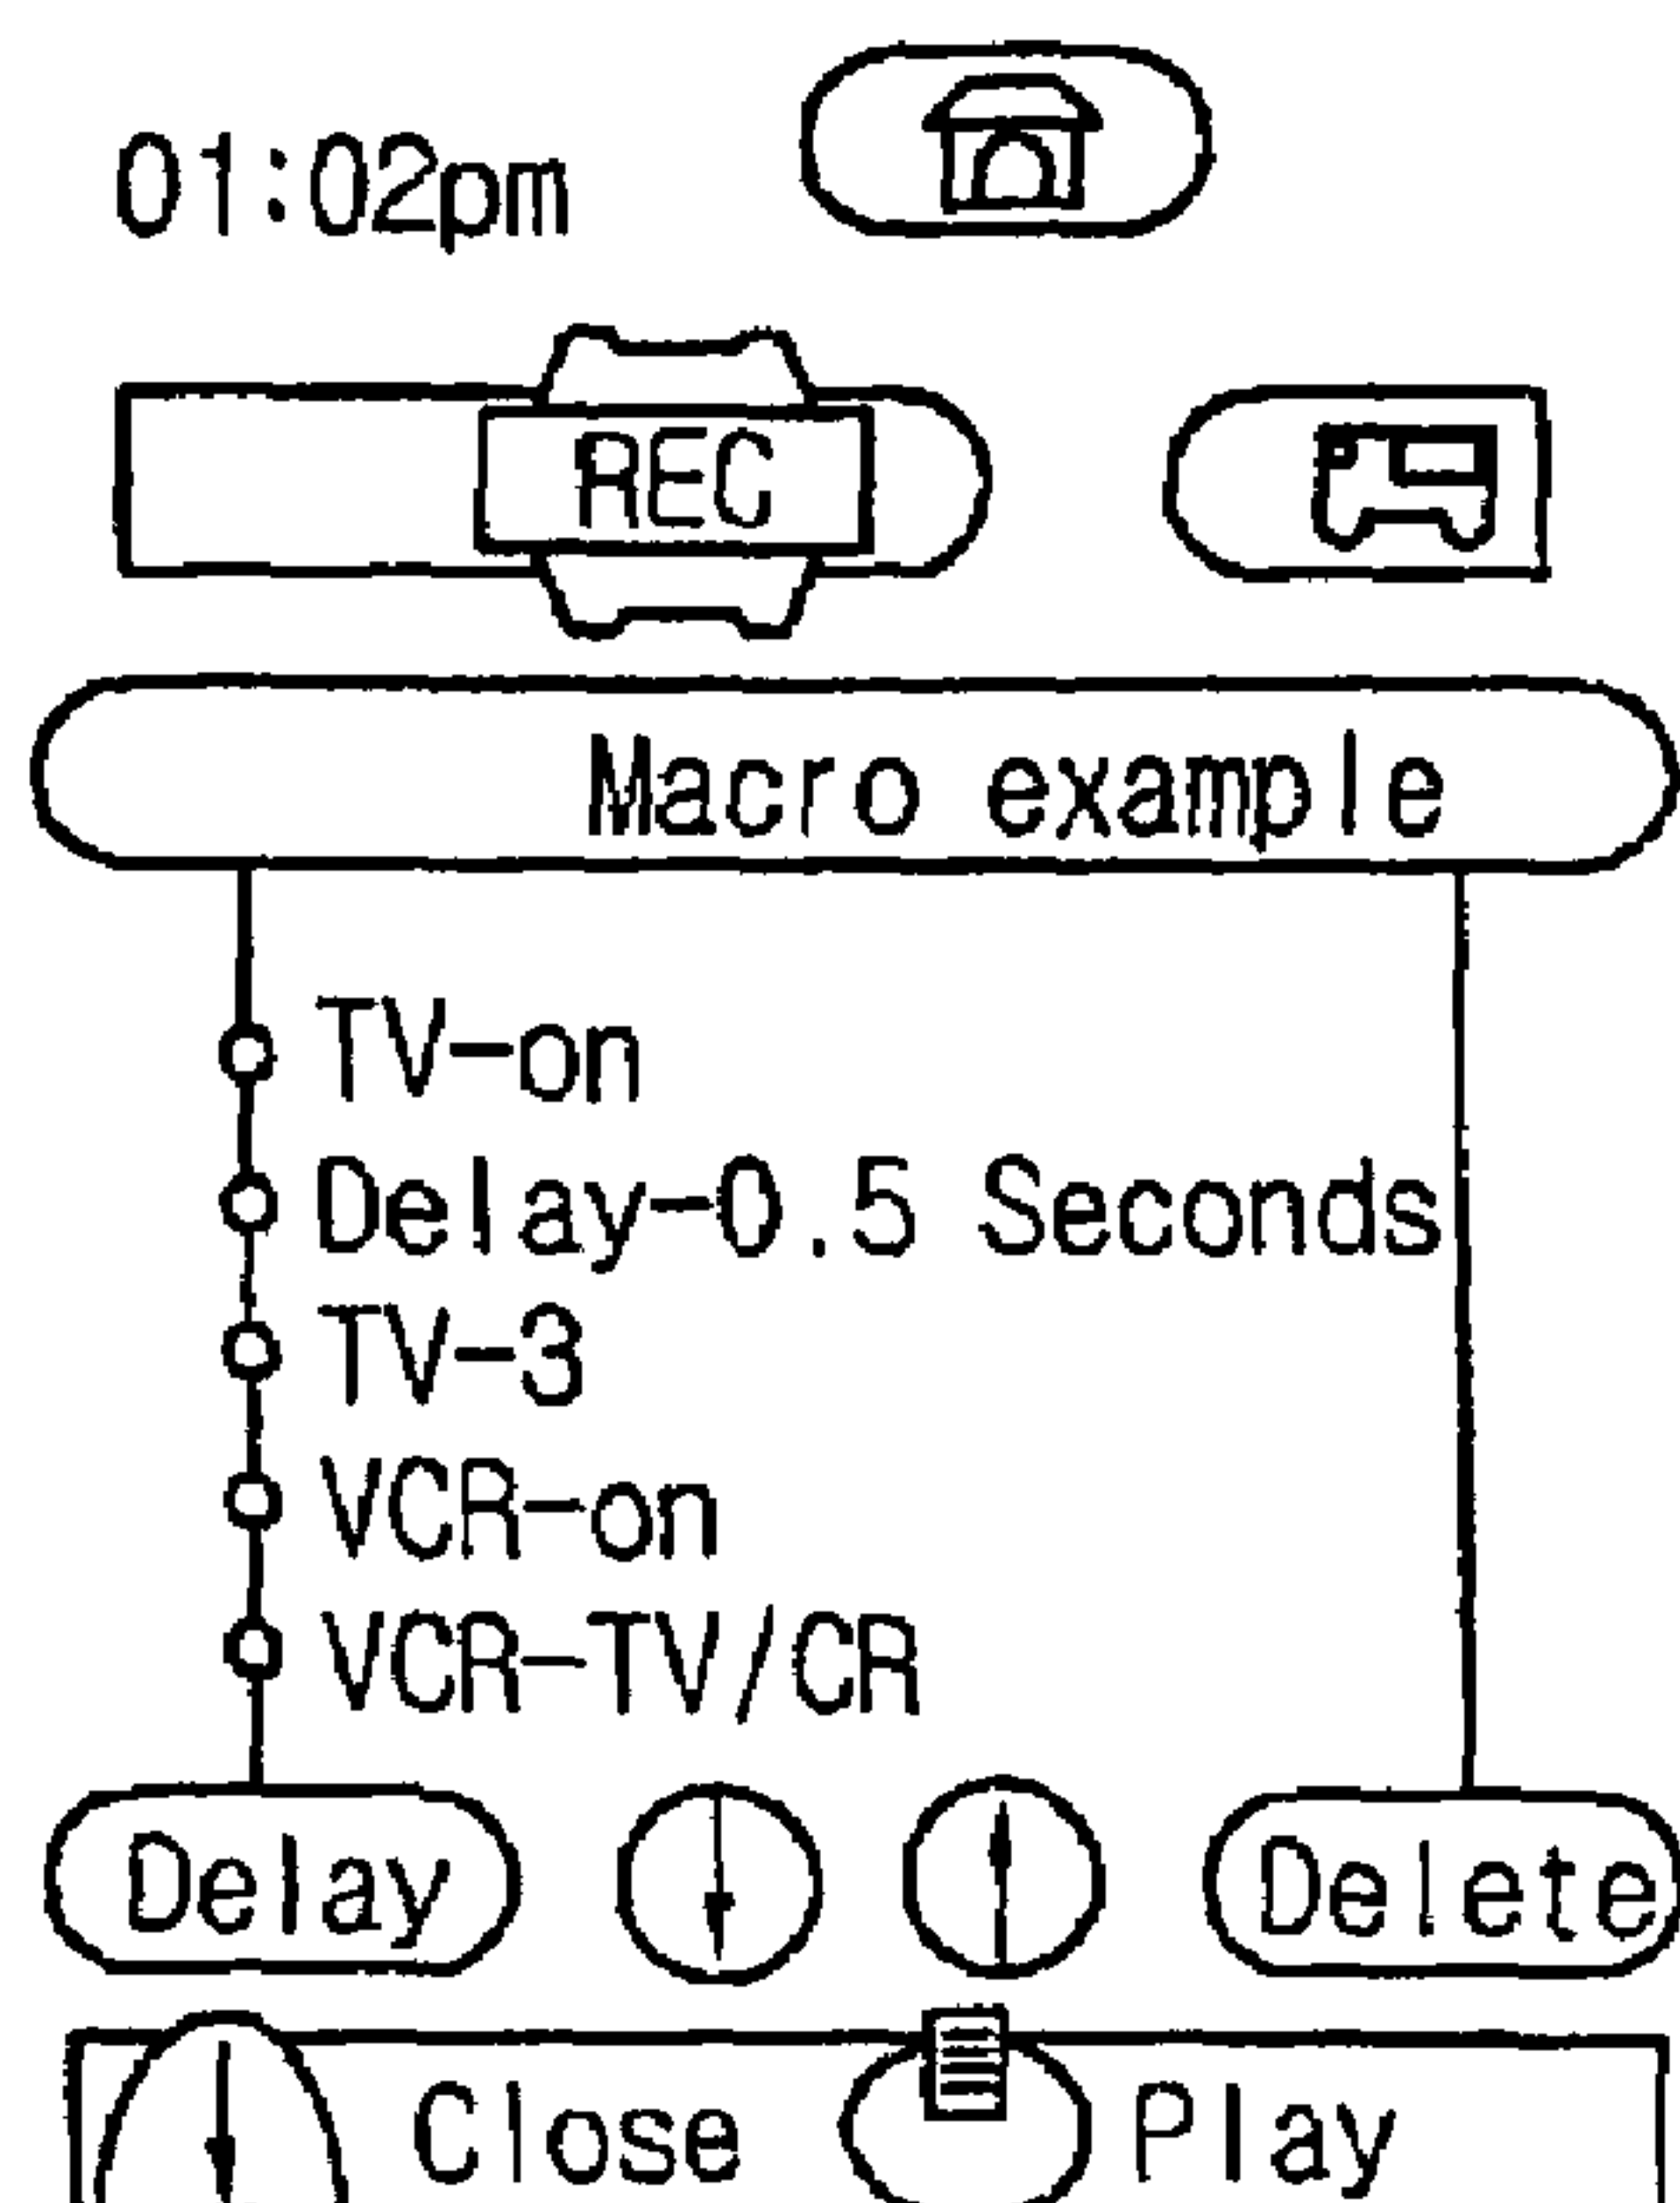 01:02pm
REC
Macro example
TV-on
Delay-0.5 Seconds
TV-3
VCR-on
VCR-TV/CR
Delay Delete
Close Play